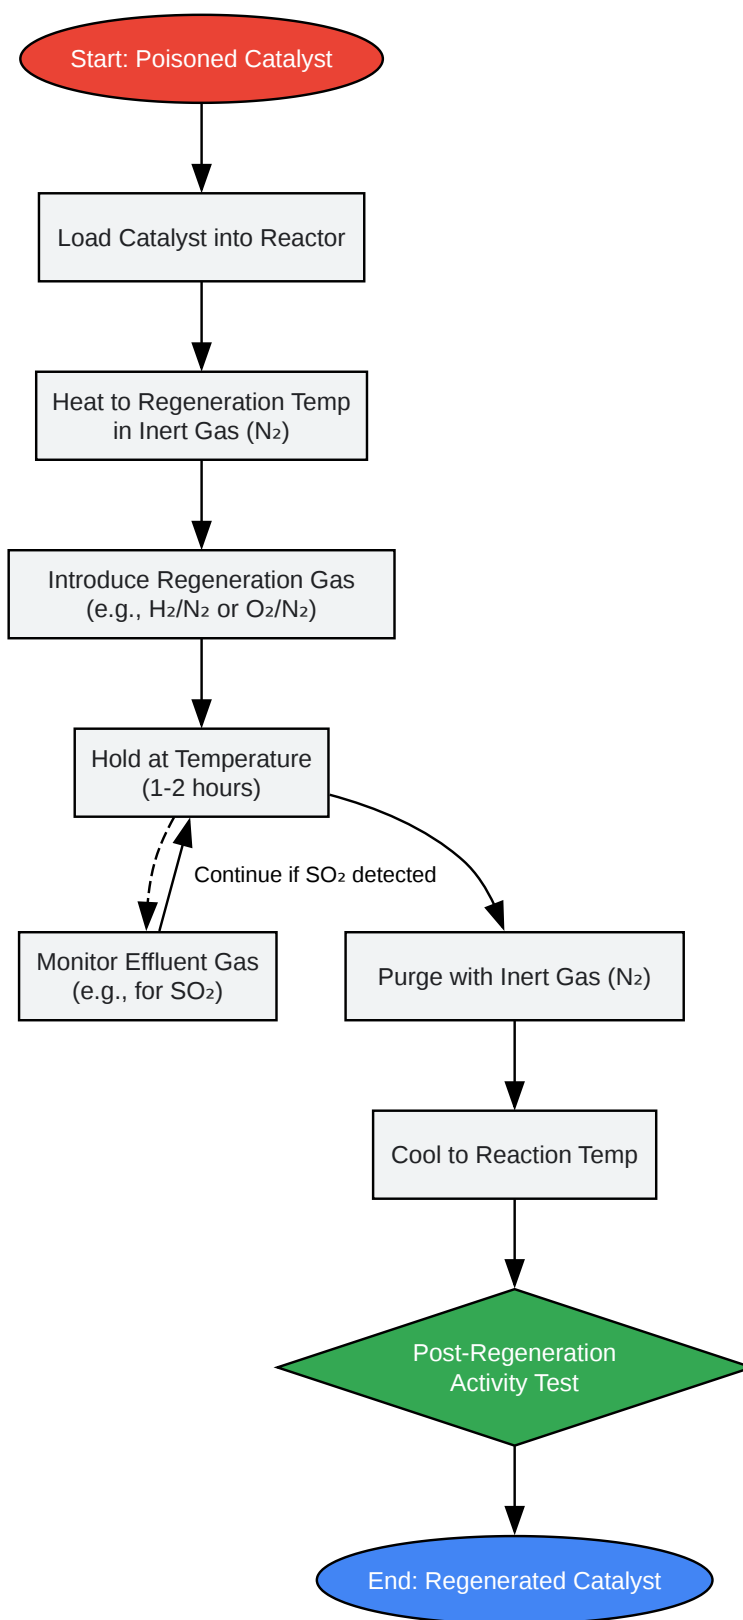 Start: Poisoned Catalyst
Load Catalyst into Reactor
Heat to Regeneration Temp
in Inert Gas (N₂)
Introduce Regeneration Gas
(e.g., H₂/N₂ or O₂/N₂)
Hold at Temperature
(1-2 hours)
Continue if SO₂ detected
Monitor Effluent Gas
(e.g., for SO₂)
Purge with Inert Gas (N₂)
Cool to Reaction Temp
Post-Regeneration
Activity Test
End: Regenerated Catalyst